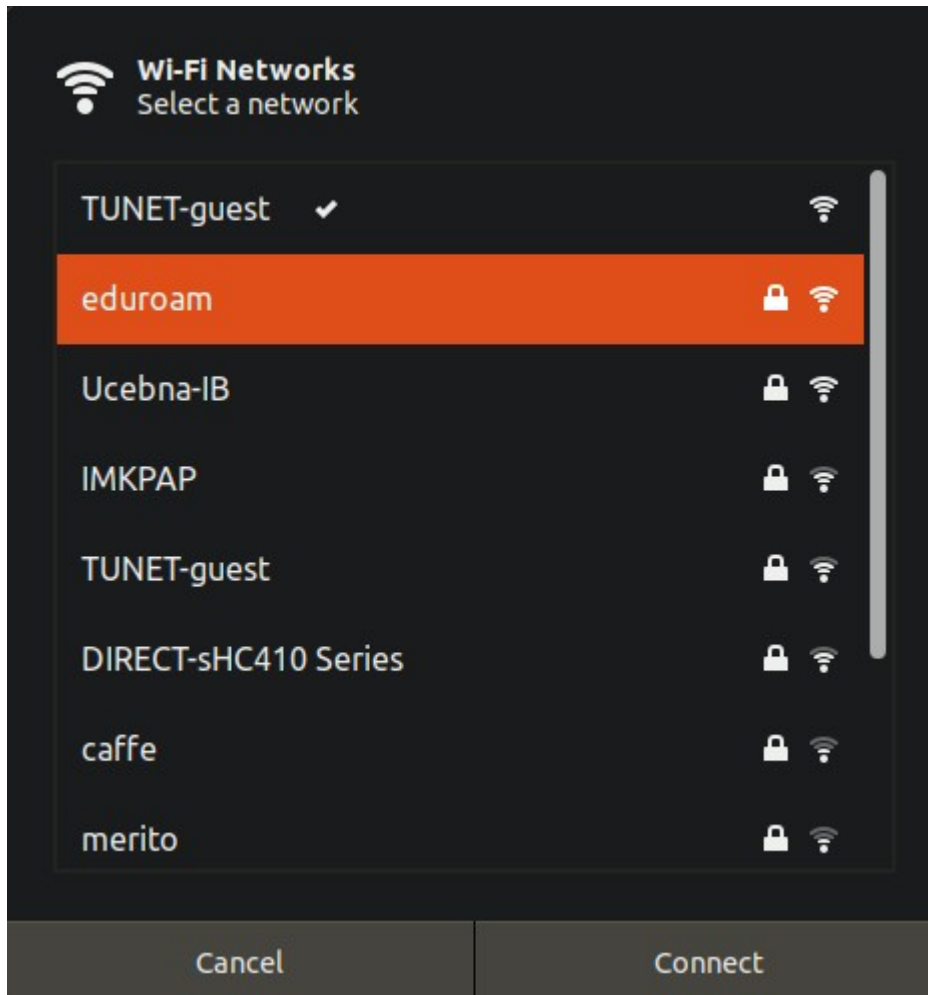 Wi-Fi Networks
Select a network
TUNET-guest
eduroam
Ucebna-IB
IMKPAP
TUNET-guest
DIRECT-sHC410 Series
caffe
merito
Cancel
Connect